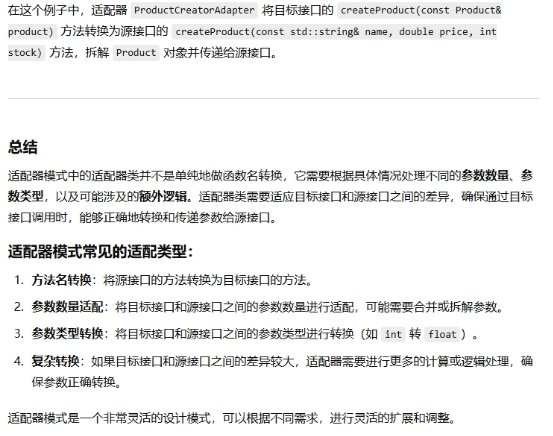 在这个例子中，适配器 ProductCreatorAdapter 将目标接口的 createProduct(const Product&
product) 方法转换为源接口的 createProduct(const std::string& name, double price, int
stock) 方法，拆解 Product 对象并传递给源接口。
总结
适配器模式中的适配器类并不是单纯地做函数名转换，它需要根据具体情况处理不同的参数数量、参
数类型，以及可能涉及的额外逻辑。适配器类需要适应目标接口和源接口之间的差异，确保通过目标
接口调用时，能够正确地转换和传递参数给源接口。
适配器模式常见的适配类型：
1. 方法名转换：将源接口的方法转换为目标接口的方法。
2. 参数数量适配：将目标接口和源接口之间的参数数量进行适配，可能需要合并或拆解参数。
3. 参数类型转换：将目标接口和源接口之间的参数类型进行转换（如 int 转 float）。
4. 复杂转换：如果目标接口和源接口之间的差异较大，适配器需要进行更多的计算或逻辑处理，确
保参数正确转换。
适配器模式是一个非常灵活的设计模式，可以根据不同需求，进行灵活的扩展和调整。